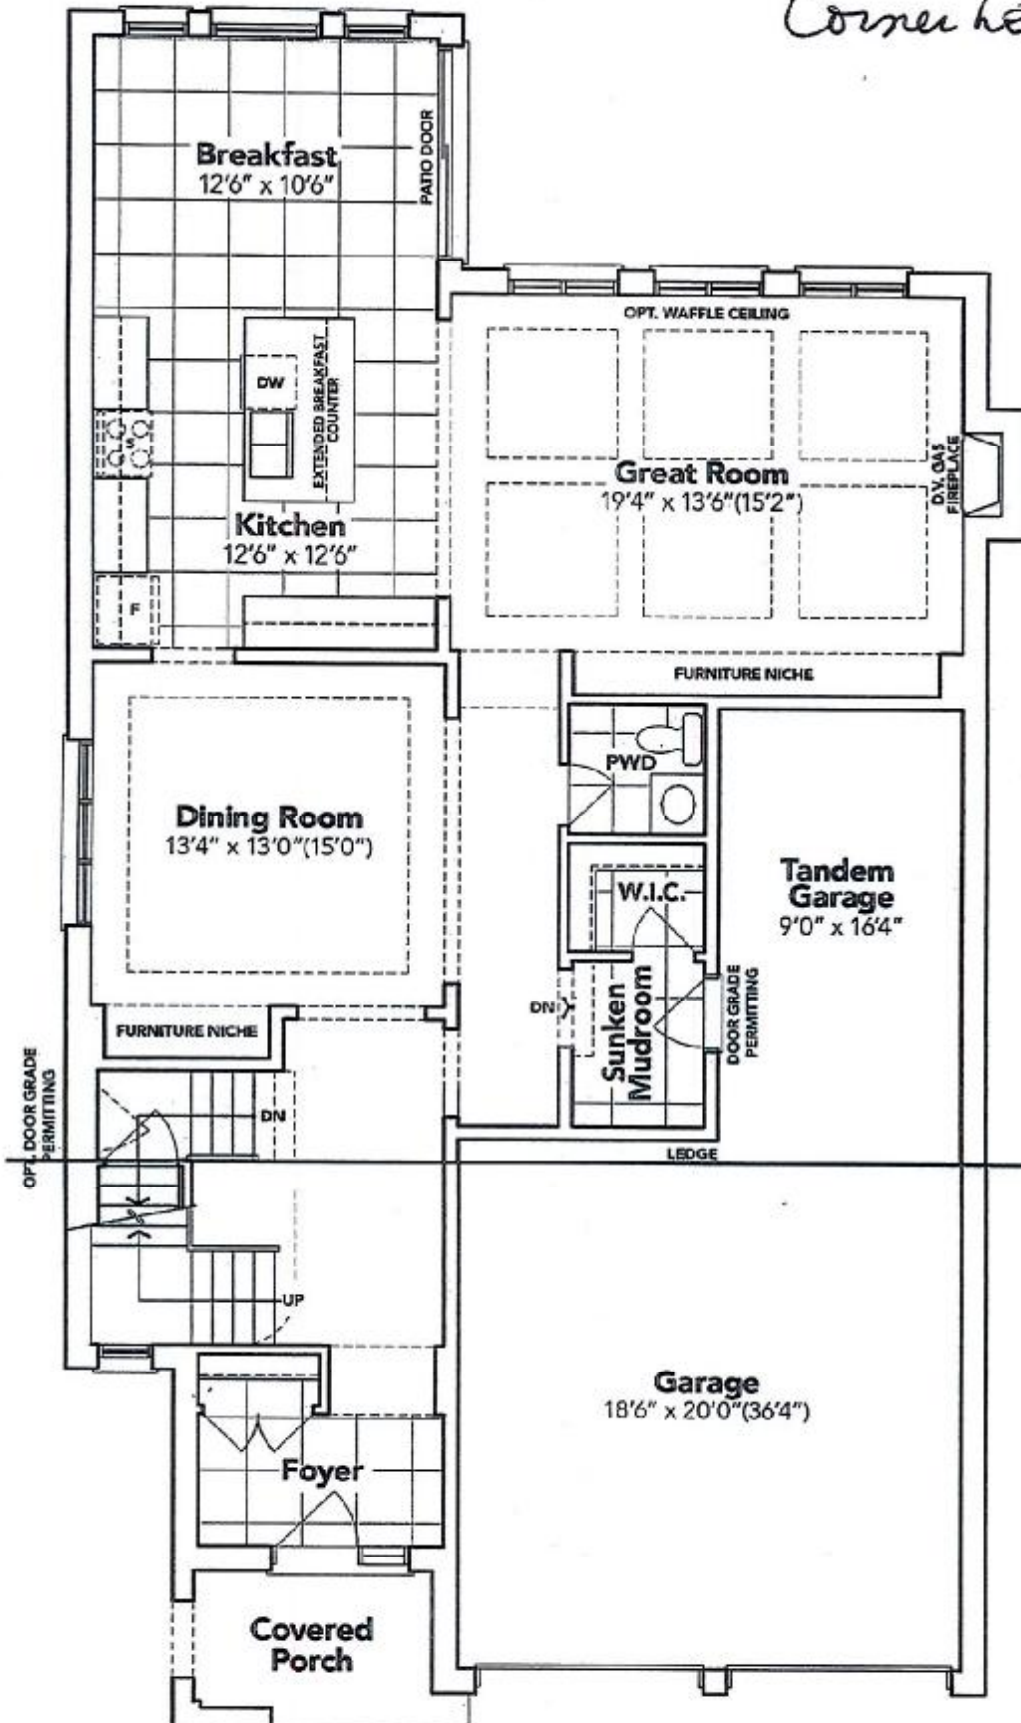 Corner
Breakfast
12'6" x 10'6"
PATIO DOOR
OPT. WAFFLE CEILING
DW
EXTENDED BREAKFAST
COUNTER
S
Great Room
19'4" x 13'6"(15'2")
D.V. GAS
FIREPLACE
Kitchen
12'6" x 12'6"
F
FURNITURE NICHE
PWD
Dining Room
13'4" x 13'0"(15'0")
Tandem
Garage
9'0" x 16'4"
W.I.C.
DN
Sunken
Mudroom
DOOR GRADE
PERMITTING
FURNITURE NICHE
OPT. DOOR GRADE
PERMITTING
DN
LEDGE
UP
Garage
18'6" x 20'0"(36'4")
Foyer
Covered
Porch